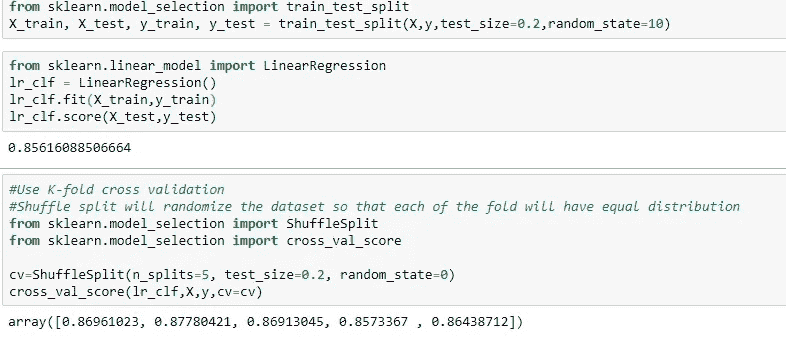 from sklearn.model_selection import train_test_split
X_train, X_test, y_train, y_test = train_test_split(X,y,test_size=0.2,random_state=10)
from sklearn.linear_model import LinearRegression
lr_clf = LinearRegression()
lr_clf.fit(X_train,y_train)
lr_clf.score(X_test,y_test)
0.85616088506664
#Use K-fold cross validation
#Shuffle split will randomize the dataset so that each of the fold will have equal distribution
from sklearn.model_selection import ShuffleSplit
from sklearn.model_selection import cross_val_score
cv=ShuffleSplit(n_splits=5, test_size=0.2, random_state=0)
cross_val_score(lr_clf,X,y,cv=cv)
array([0.86961023, 0.87780421, 0.86913045, 0.8573367 , 0.86438712])